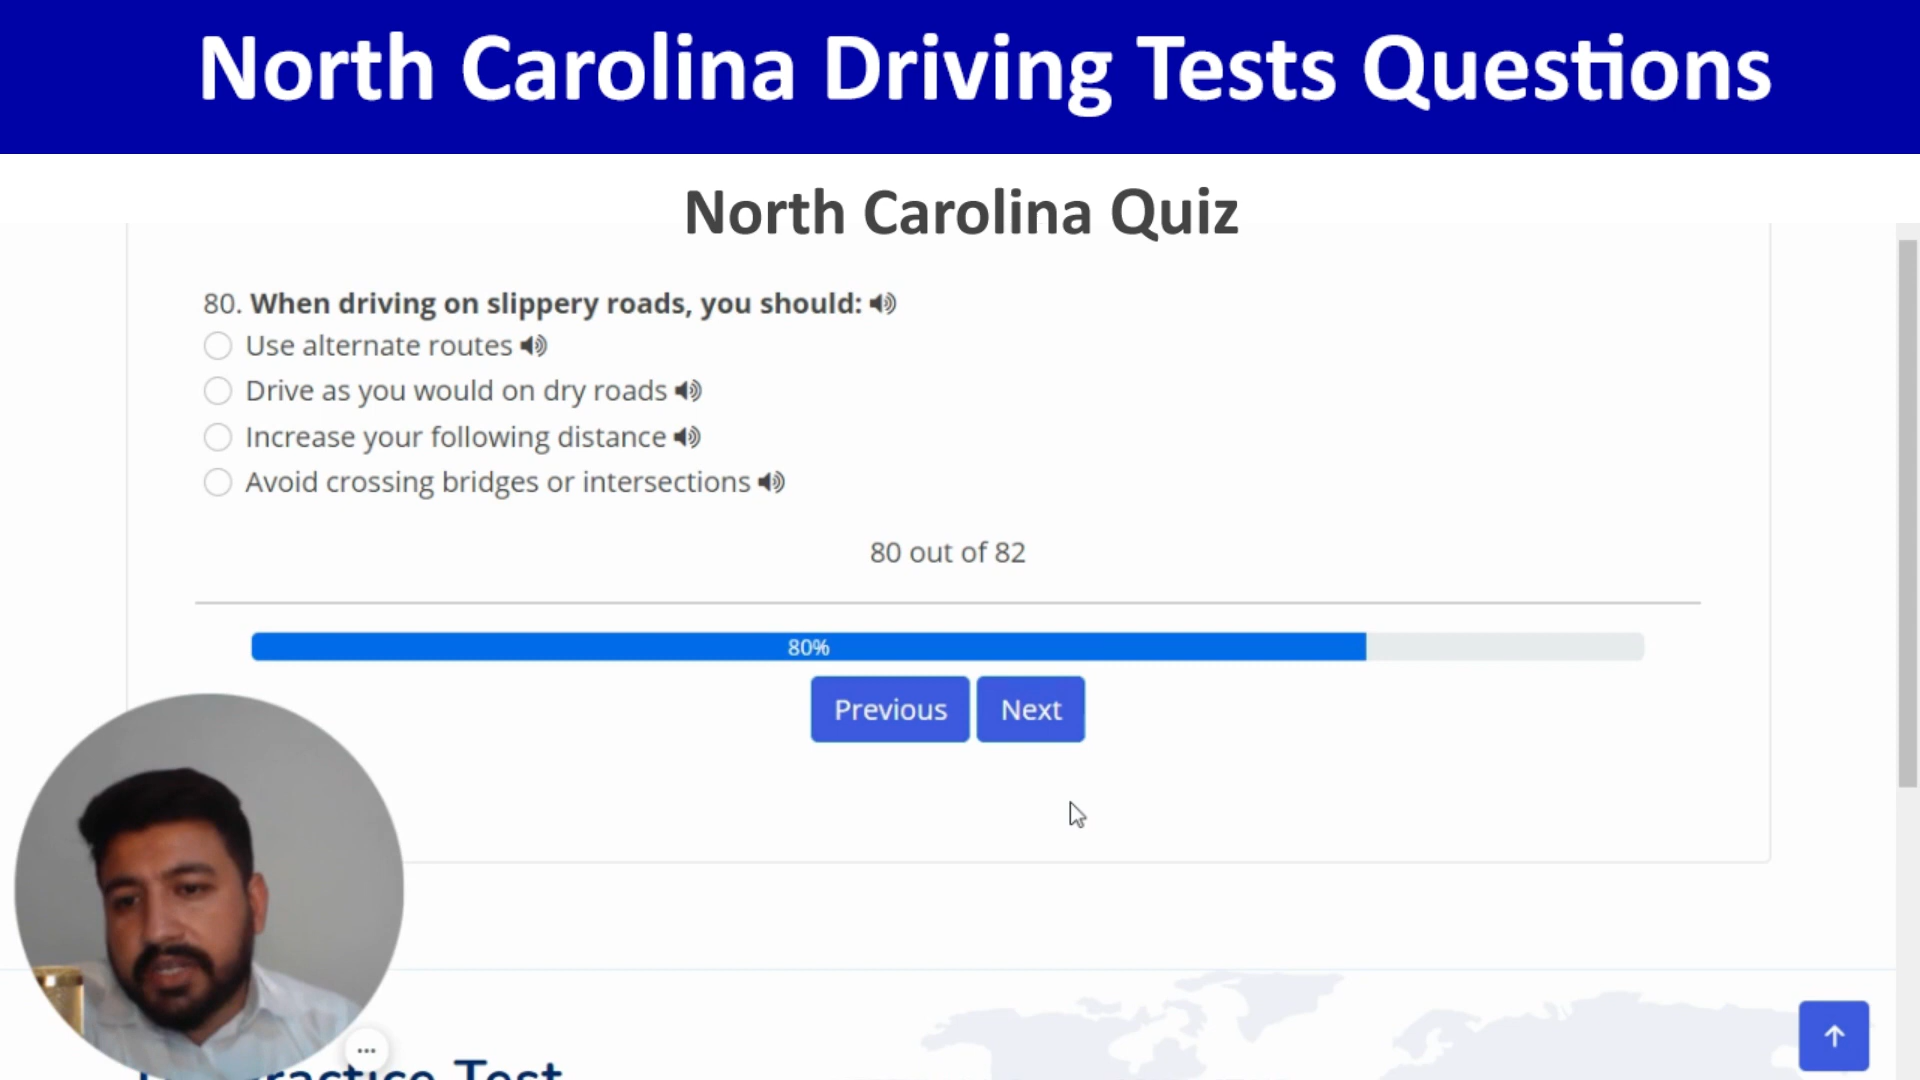 North Carolina Driving Tests Questions
North Carolina Quiz
80. When driving on slippery roads, you should:
Use alternate routes
Drive as you would on dry roads
Increase your following distance
Avoid crossing bridges or intersections
80 out of 82
80%
Previous Next
...
Test